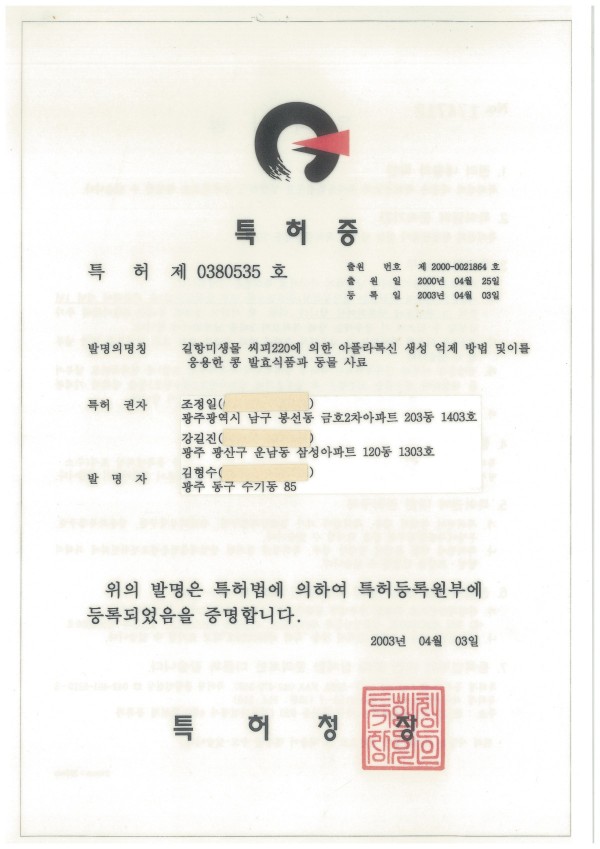 특 허 증
특 허 제 0380535 호
출원 번호 제 2000-0021864 호
출 원 일 2000년 04월 25일
등 록 일 2003년 04월 03일
발명의명칭 길항미생물 씨피220에 의한 아플라톡신 생성 억제 방법 및이를
응용한 콩 발효식품과 동물 사료
특허 권자 조정일( )
광주광역시 남구 봉선동 금호2차아파트 203동 1403호
강길진( )
광주 광산구 운남동 삼성아파트 120동 1303호
발 명 자 김형수( )
광주 동구 수기동 85
위의 발명은 특허법에 의하여 특허등록원부에
등록되었음을 증명합니다.
2003년 04월 03일
특 허 청 장